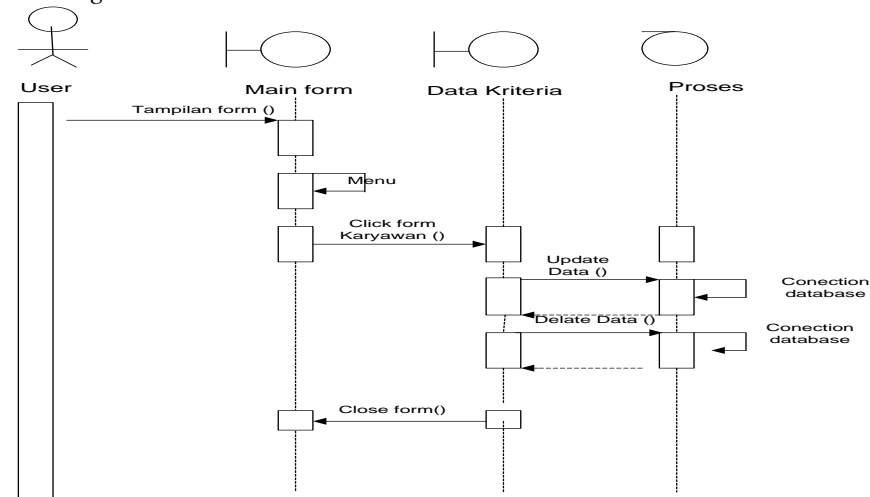 User
Main form
Data Kriteria
Proses
Tampilan form ()
Menu
Click form
Karyawan ()
Update
Data ()
Conection
database
Delate Data ()
Conection
database
Close form()